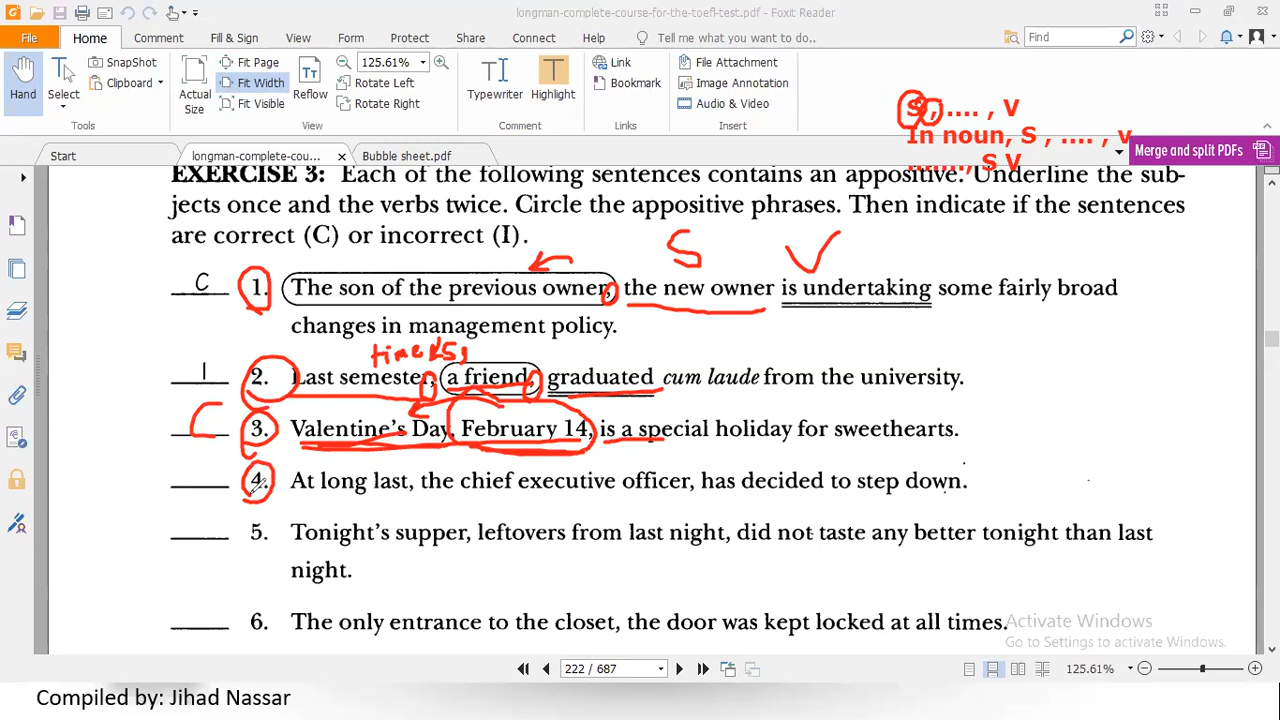 longman-complete-course-for-the-toefl-test.pdf - Foxit Reader
File Home Comment Fill & Sign View Form Protect Share Connect Help Tell me what you want to do... Find
SnapShot Fit Page 125.61% Link File Attachment
Clipboard Fit Width Rotate Left Bookmark Image Annotation
Hand Select Actual Size Reflow Fit Visible Rotate Right Typewriter Highlight Audio & Video
Tools View Comment Links Insert
S , .... , V
In noun, S , .... , v
......., S V
Start longman-complete-cou... Bubble sheet.pdf Merge and split PDFs
EXERCISE 3: Each of the following sentences contains an appositive. Underline the sub-
jects once and the verbs twice. Circle the appositive phrases. Then indicate if the sentences
are correct (C) or incorrect (I).
S V
C 1. The son of the previous owner, the new owner is undertaking some fairly broad
changes in management policy.
time
I 2. Last semester, a friend, graduated cum laude from the university.
C 3. Valentine's Day, February 14, is a special holiday for sweethearts.
4. At long last, the chief executive officer, has decided to step down.
5. Tonight's supper, leftovers from last night, did not taste any better tonight than last
night.
6. The only entrance to the closet, the door was kept locked at all times.
Activate Windows
Go to Settings to activate Windows.
222 / 687 125.61%
Compiled by: Jihad Nassar